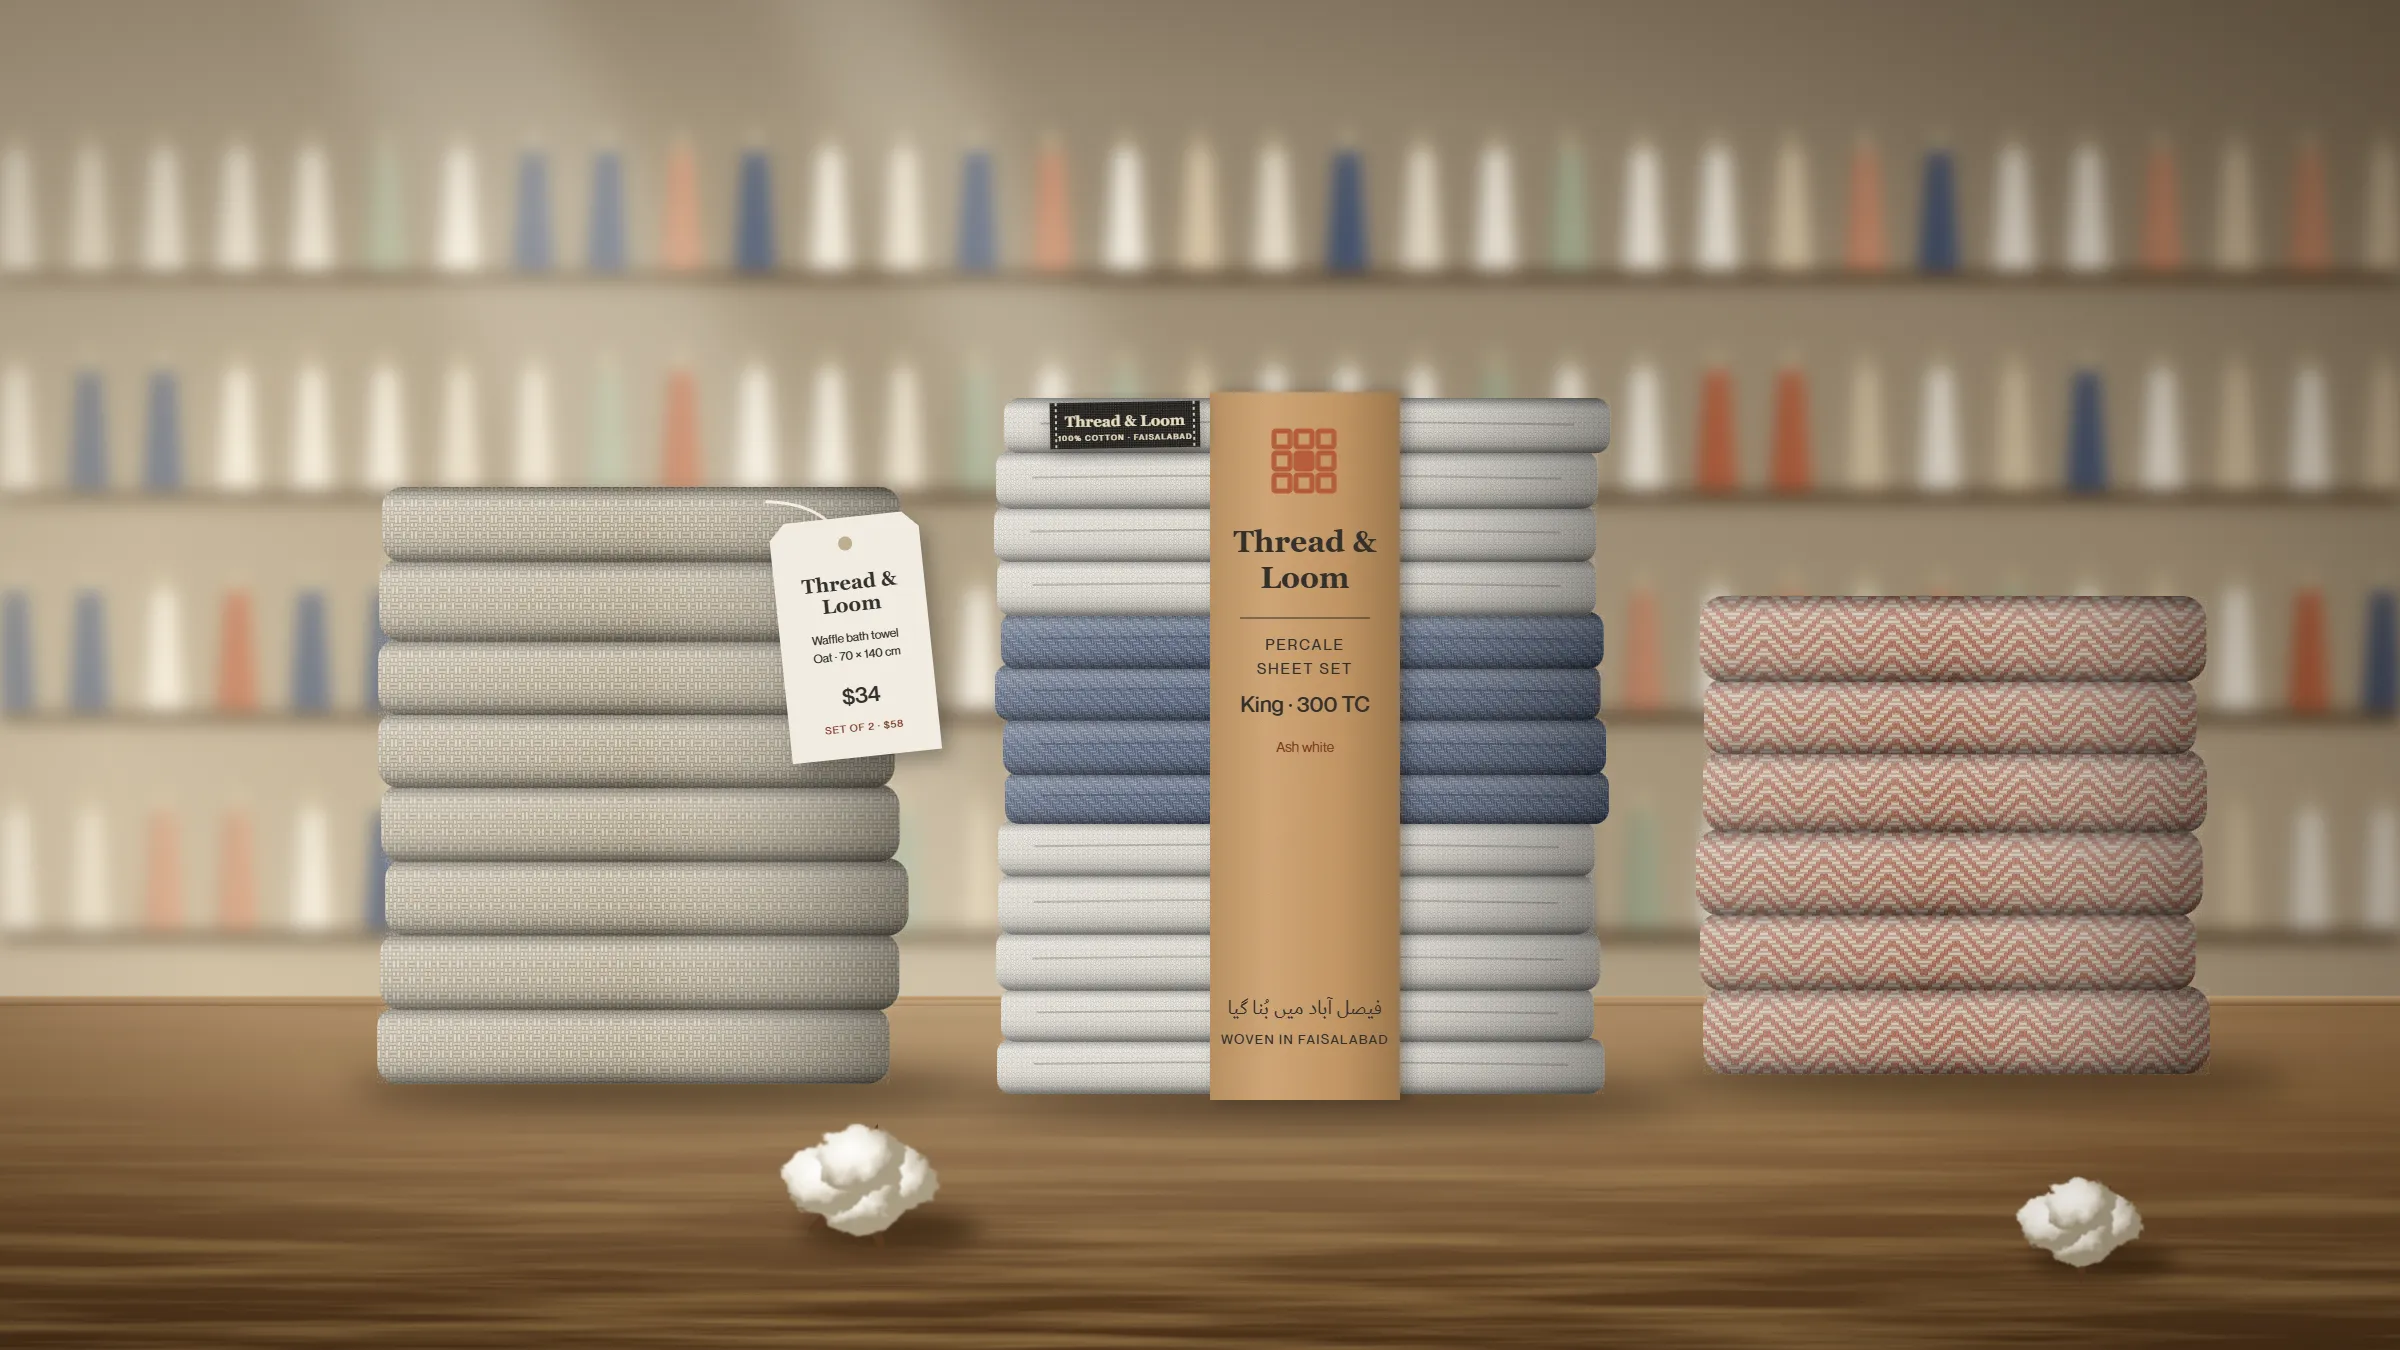 Thread & Loom
100% COTTON · FAISALABAD
Thread &
Loom
Waffle bath towel
Oat · 70 × 140 cm
$34
SET OF 2 · $58
Thread &
Loom
PERCALE
SHEET SET
King · 300 TC
Ash white
فیصل آباد میں بُنا گیا
WOVEN IN FAISALABAD